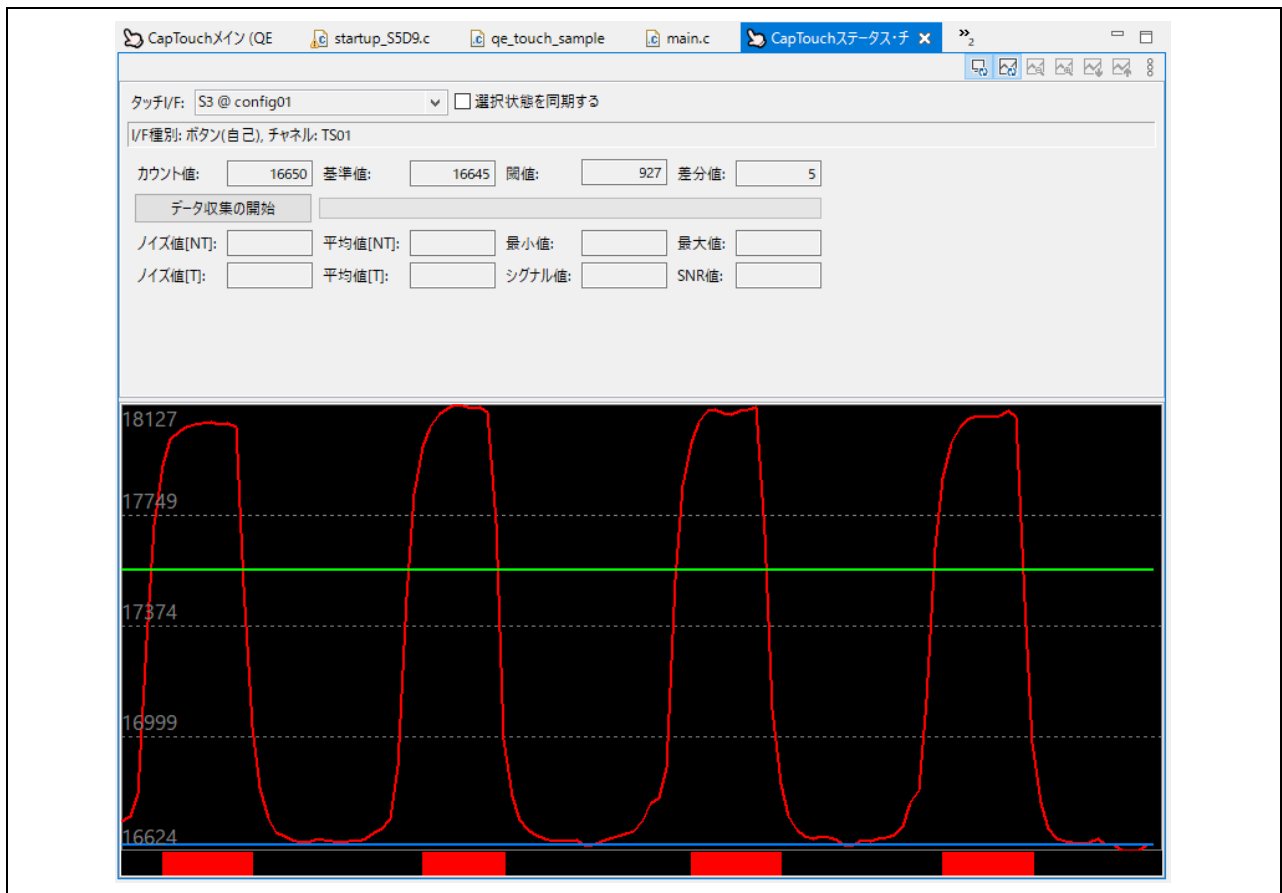 CapTouchメイン (QE startup_S5D9.c qe_touch_sample main.c CapTouchステータス・チ »2
タッチI/F: S3 @ config01 選択状態を同期する
I/F種別: ボタン(自己), チャネル: TS01
カウント値: 16650 基準値: 16645 閾値: 927 差分値: 5
データ収集の開始
ノイズ値[NT]: 平均値[NT]: 最小値: 最大値:
ノイズ値[T]: 平均値[T]: シグナル値: SNR値:
18127
17749
17374
16999
16624